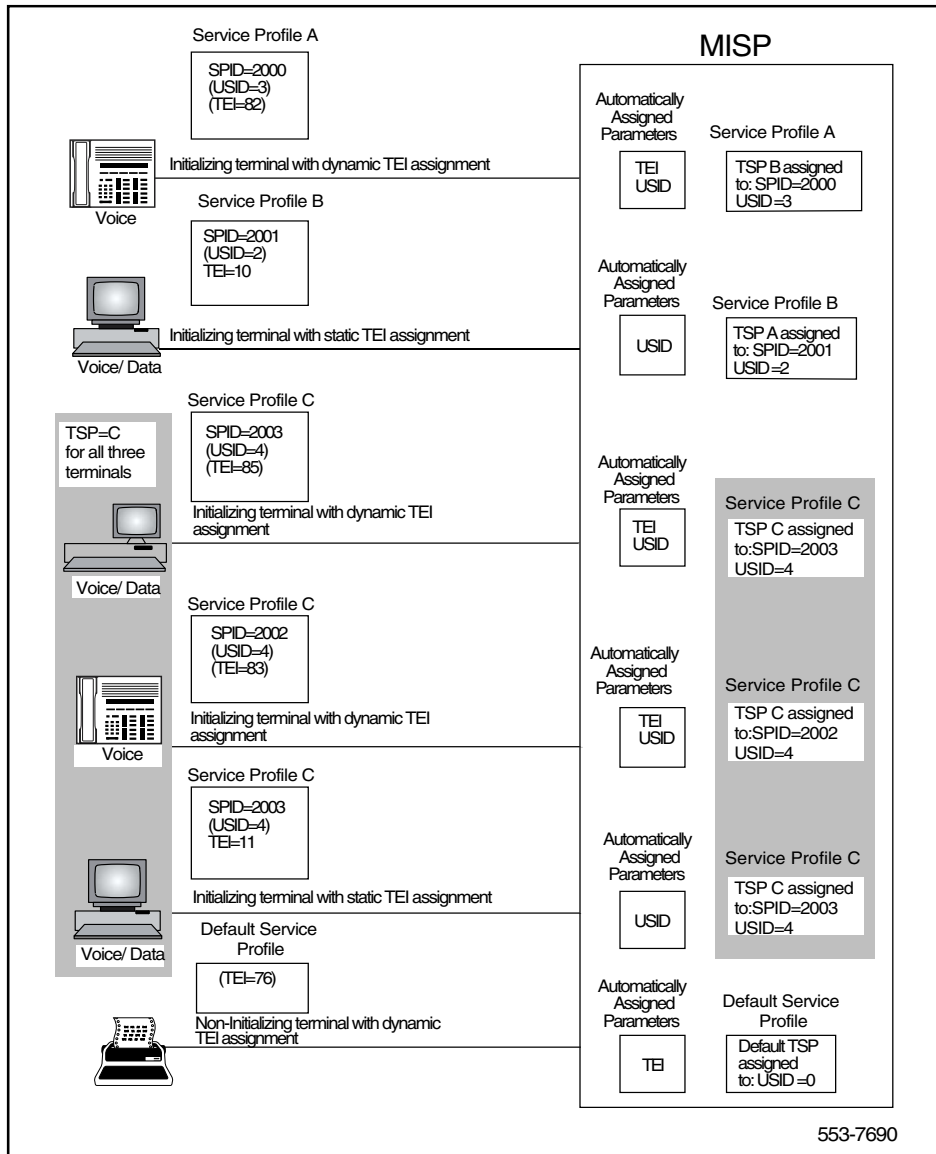 MISP
Service Profile A
SPID=2000
(USID=3)
(TEI=82)
Initializing terminal with dynamic TEI assignment
Voice
Automatically
Assigned
Parameters
TEI
USID
Service Profile A
TSP B assigned
to: SPID=2000
USID=3
Service Profile B
SPID=2001
(USID=2)
TEI=10
Initializing terminal with static TEI assignment
Voice/ Data
Automatically
Assigned
Parameters
USID
Service Profile B
TSP A assigned
to: SPID=2001
USID=2
TSP=C
for all three
terminals
Service Profile C
SPID=2003
(USID=4)
(TEI=85)
Initializing terminal with dynamic TEI
assignment
Voice/ Data
Automatically
Assigned
Parameters
TEI
USID
Service Profile C
TSP C assigned
to:SPID=2003
USID=4
Service Profile C
SPID=2002
(USID=4)
(TEI=83)
Initializing terminal with dynamic TEI
assignment
Voice
Automatically
Assigned
Parameters
TEI
USID
Service Profile C
TSP C assigned
to:SPID=2002
USID=4
Service Profile C
SPID=2003
(USID=4)
TEI=11
Initializing terminal with static TEI assignment
Voice/ Data
Automatically
Assigned
Parameters
USID
Service Profile C
TSP C assigned
to:SPID=2003
USID=4
Default Service
Profile
(TEI=76)
Non-Initializing terminal with dynamic
TEI assignment
Automatically
Assigned
Parameters
TEI
Default Service
Profile
Default TSP
assigned
to: USID =0
553-7690